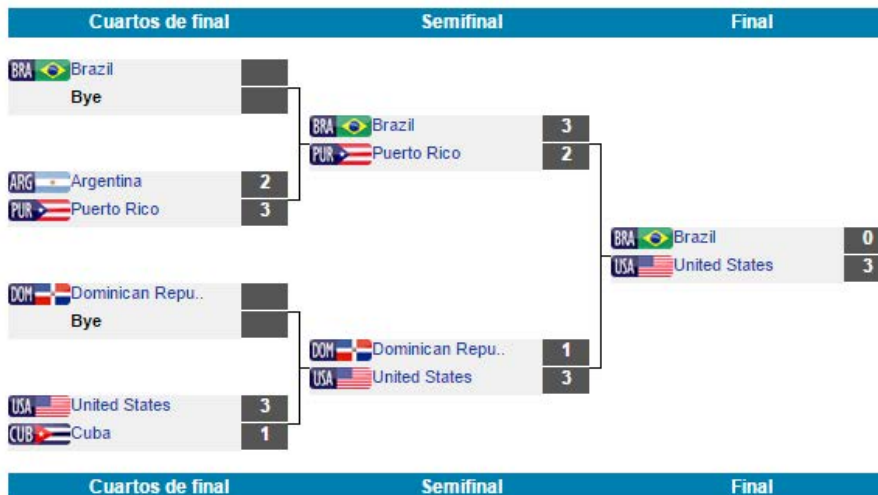 Cuartos de final Semifinal Final
BRA Brazil
Bye
BRA Brazil 3
PUR Puerto Rico 2
ARG Argentina 2
PUR Puerto Rico 3
BRA Brazil 0
USA United States 3
DOM Dominican Repu..
Bye
DOM Dominican Repu.. 1
USA United States 3
USA United States 3
CUB Cuba 1
Cuartos de final Semifinal Final